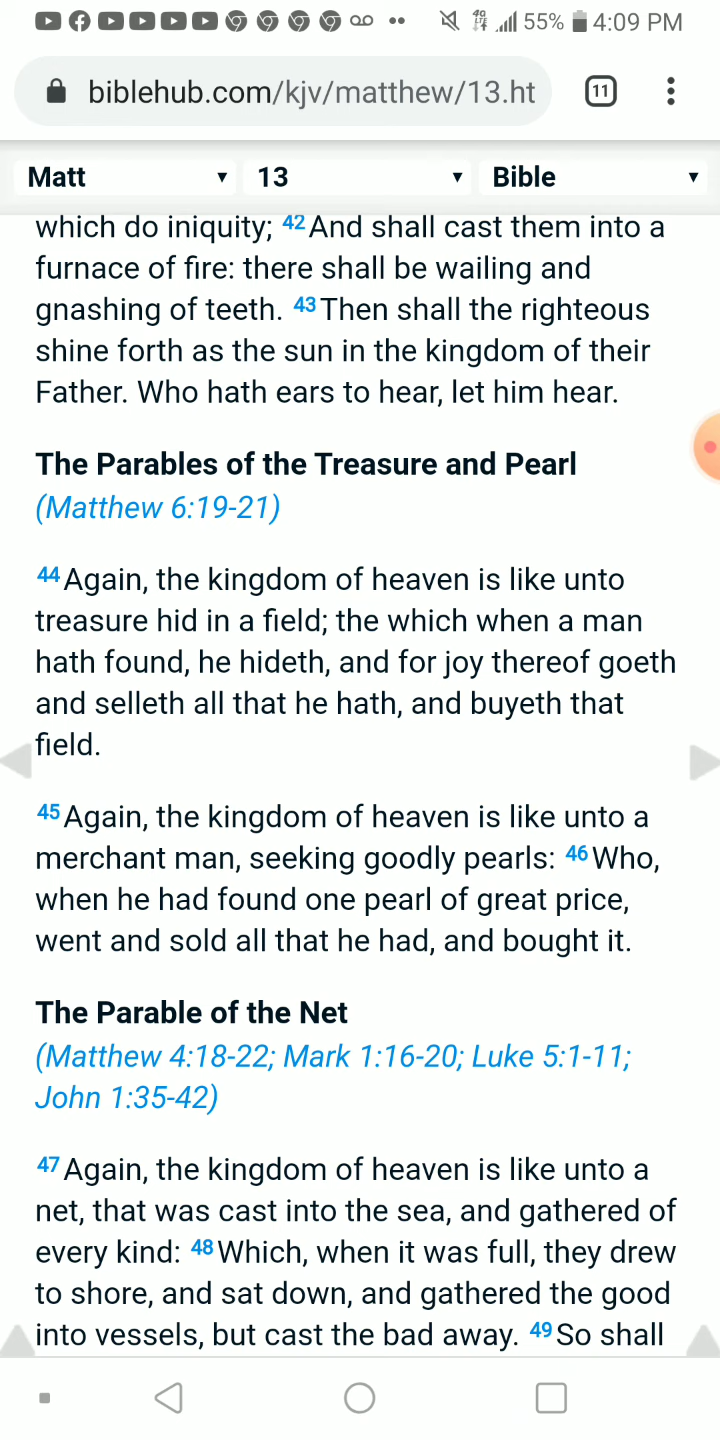 4G
LTE
55%
4:09 PM
biblehub.com/kjv/matthew/13.ht
11
Matt ▼ 13 ▼ Bible ▼
which do iniquity; 42 And shall cast them into a
furnace of fire: there shall be wailing and
gnashing of teeth. 43 Then shall the righteous
shine forth as the sun in the kingdom of their
Father. Who hath ears to hear, let him hear.
The Parables of the Treasure and Pearl
(Matthew 6:19-21)
44 Again, the kingdom of heaven is like unto
treasure hid in a field; the which when a man
hath found, he hideth, and for joy thereof goeth
and selleth all that he hath, and buyeth that
field.
45 Again, the kingdom of heaven is like unto a
merchant man, seeking goodly pearls: 46 Who,
when he had found one pearl of great price,
went and sold all that he had, and bought it.
The Parable of the Net
(Matthew 4:18-22; Mark 1:16-20; Luke 5:1-11;
John 1:35-42)
47 Again, the kingdom of heaven is like unto a
net, that was cast into the sea, and gathered of
every kind: 48 Which, when it was full, they drew
to shore, and sat down, and gathered the good
into vessels, but cast the bad away. 49 So shall